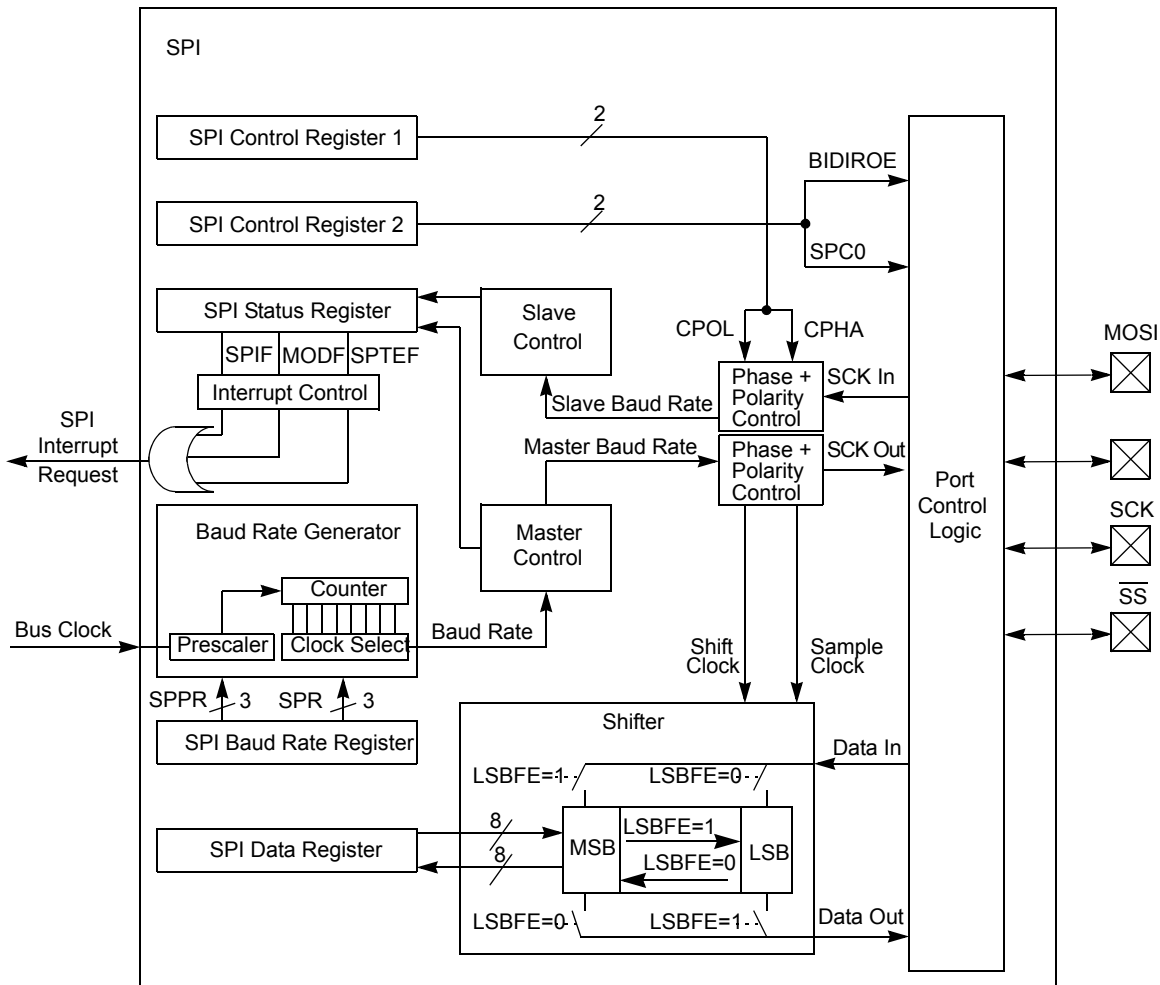 SPI
SPI Control Register 1
2
BIDIROE
SPI Control Register 2
2
SPC0
SPI Status Register
Slave
Control
CPOL
CPHA
MOSI
SPIF
MODF
SPTEF
Interrupt Control
Phase +
Polarity
Control
SCK In
Slave Baud Rate
SPI
Interrupt
Request
Master Baud Rate
Phase +
Polarity
Control
SCK Out
Port
Control
Logic
SCK
Baud Rate Generator
Master
Control
Counter
SS
Bus Clock
Prescaler
Clock Select
Baud Rate
Shift
Clock
Sample
Clock
SPPR
3
SPR
3
SPI Baud Rate Register
Shifter
Data In
LSBFE=1
LSBFE=0
SPI Data Register
8
8
MSB
LSBFE=1
LSBFE=0
LSB
LSBFE=0
LSBFE=1
Data Out